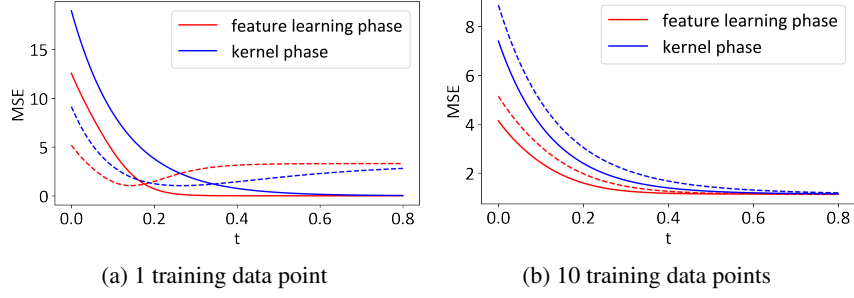 feature learning phase
kernel phase
MSE
15
10
5
0
0.0 0.2 0.4 0.6 0.8
t
(a) 1 training data point
feature learning phase
kernel phase
MSE
8
6
4
2
0.0 0.2 0.4 0.6 0.8
t
(b) 10 training data points